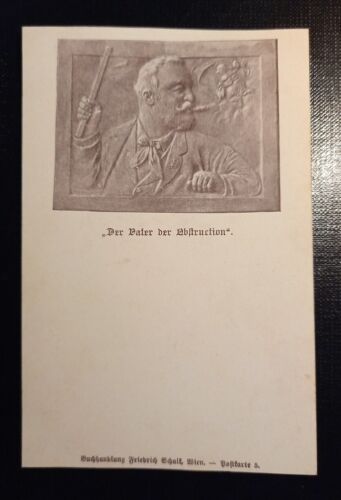 „Der Vater der Obstruction“.
Buchhandlung Friedrich Schalk, Wien. — Postkarte 5.